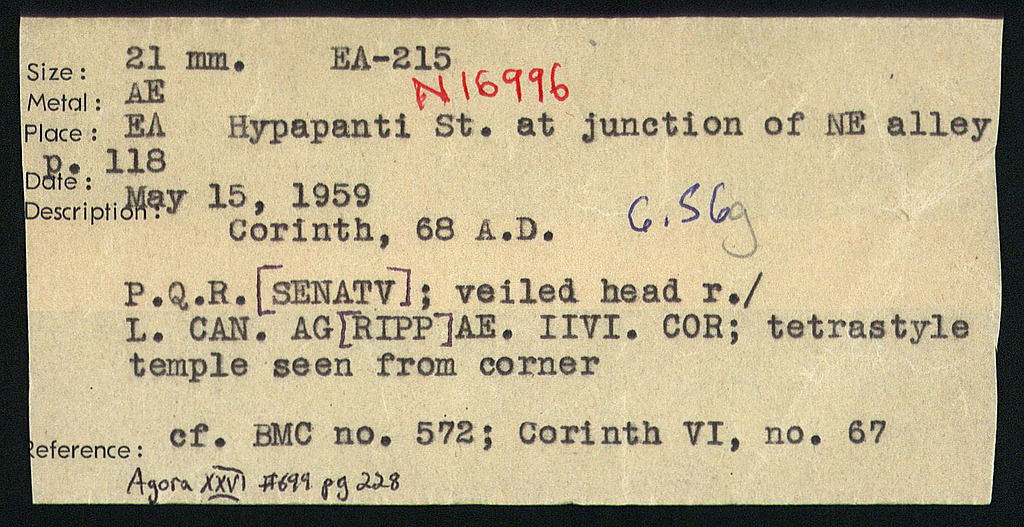 Size: 21 mm. EA-215
N16996
Metal: AE
Place: EA Hypapanti St. at junction of NE alley
p. 118
Date: May 15, 1959
Description:
Corinth, 68 A.D. 6.56g
P.Q.R.[SENATV]; veiled head r./
L. CAN. AG[RIPP]AE. IIVI. COR; tetrastyle
temple seen from corner
Reference: cf. BMC no. 572; Corinth VI, no. 67
Agora XXVI #699 pg 228